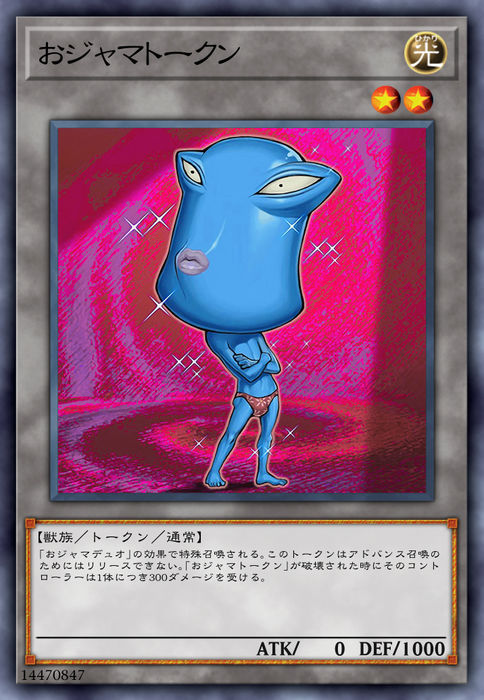 おジャマトークン
ひかり
光
【獣族／トークン／通常】
「おジャマデュオ」の効果で特殊召喚される。このトークンはアドバンス召喚の
ためにはリリースできない。「おジャマトークン」が破壊された時にそのコント
ローラーは1体につき300ダメージを受ける。
ATK/ 0 DEF/1000
14470847